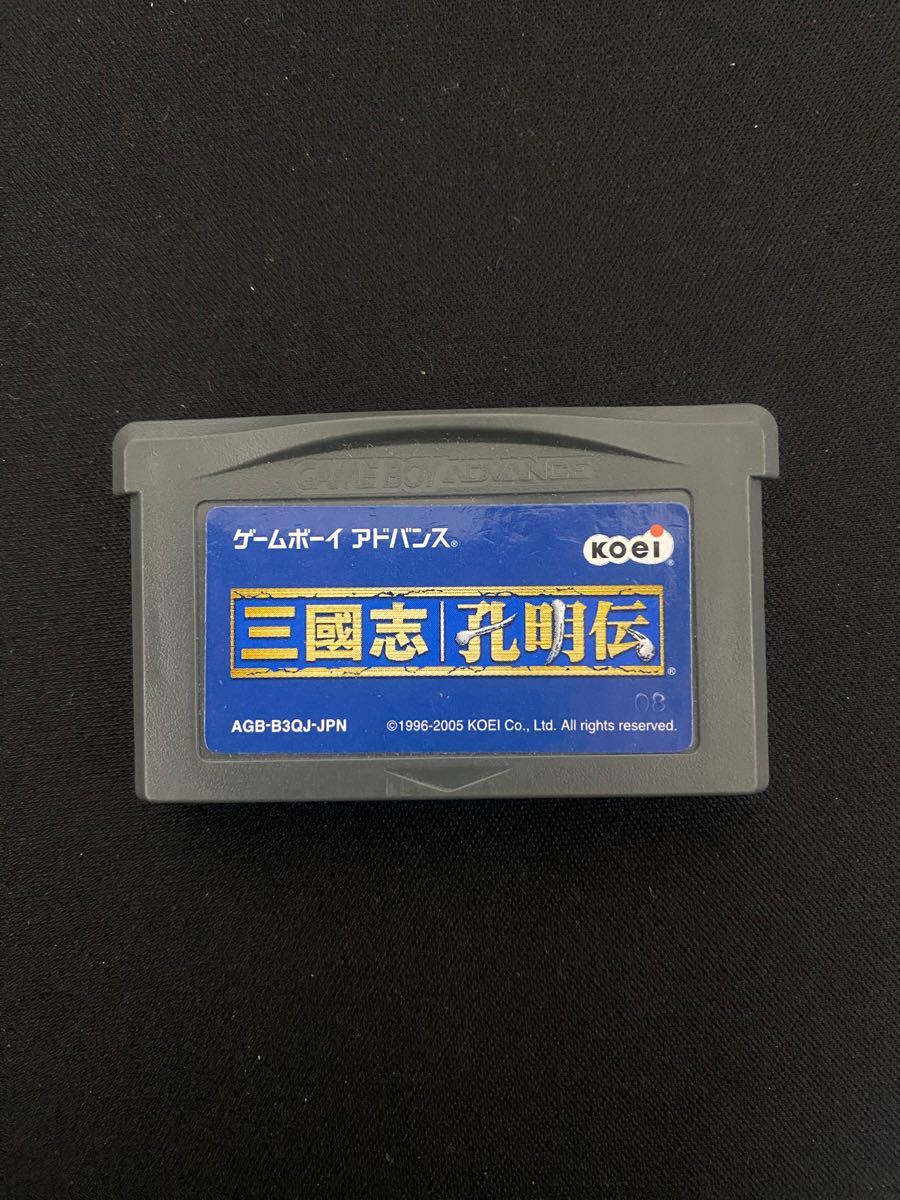 GAME BOY ADVANCE
ゲームボーイ アドバンス®
koei®
三國志 孔明伝®
08
AGB-B3QJ-JPN ©1996-2005 KOEI Co., Ltd. All rights reserved.